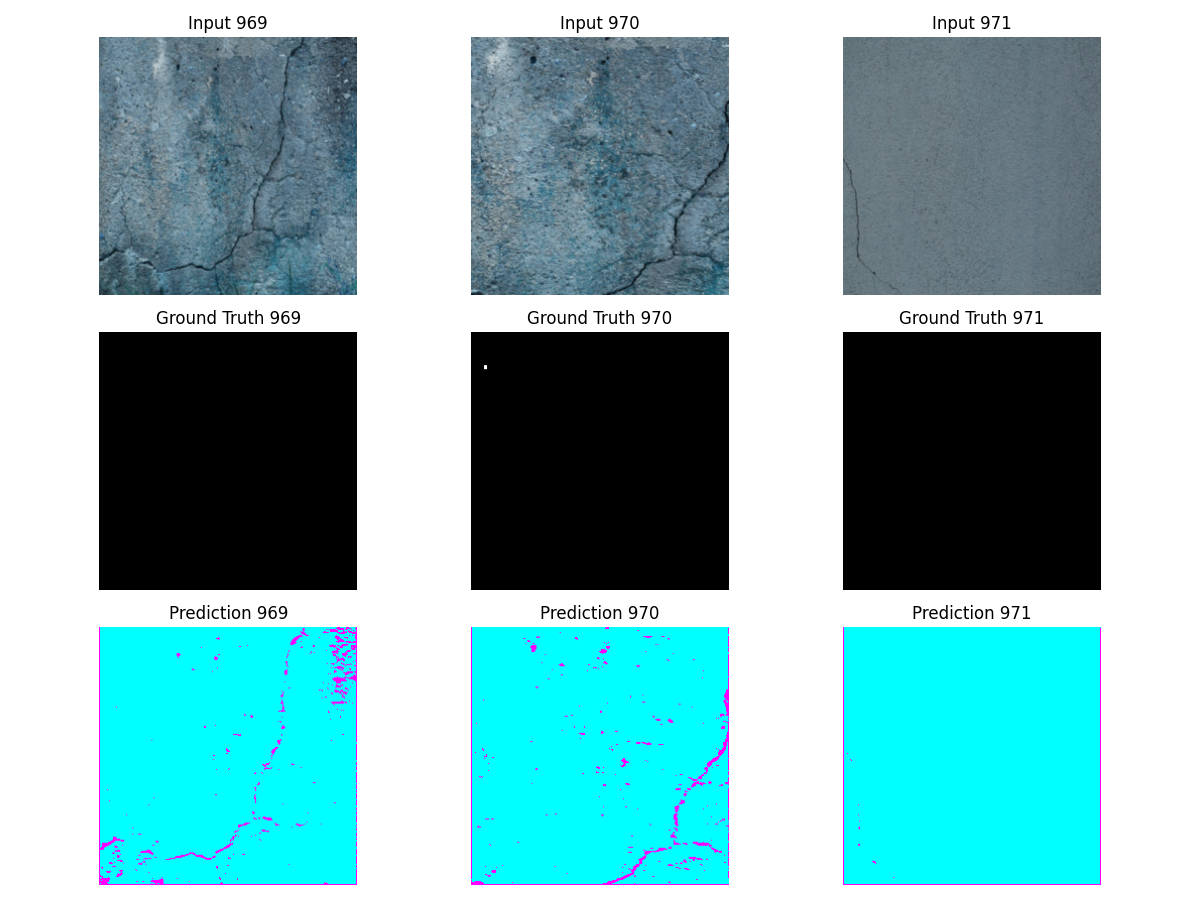 Input 969
Input 970
Input 971
Ground Truth 969
Ground Truth 970
Ground Truth 971
Prediction 969
Prediction 970
Prediction 971